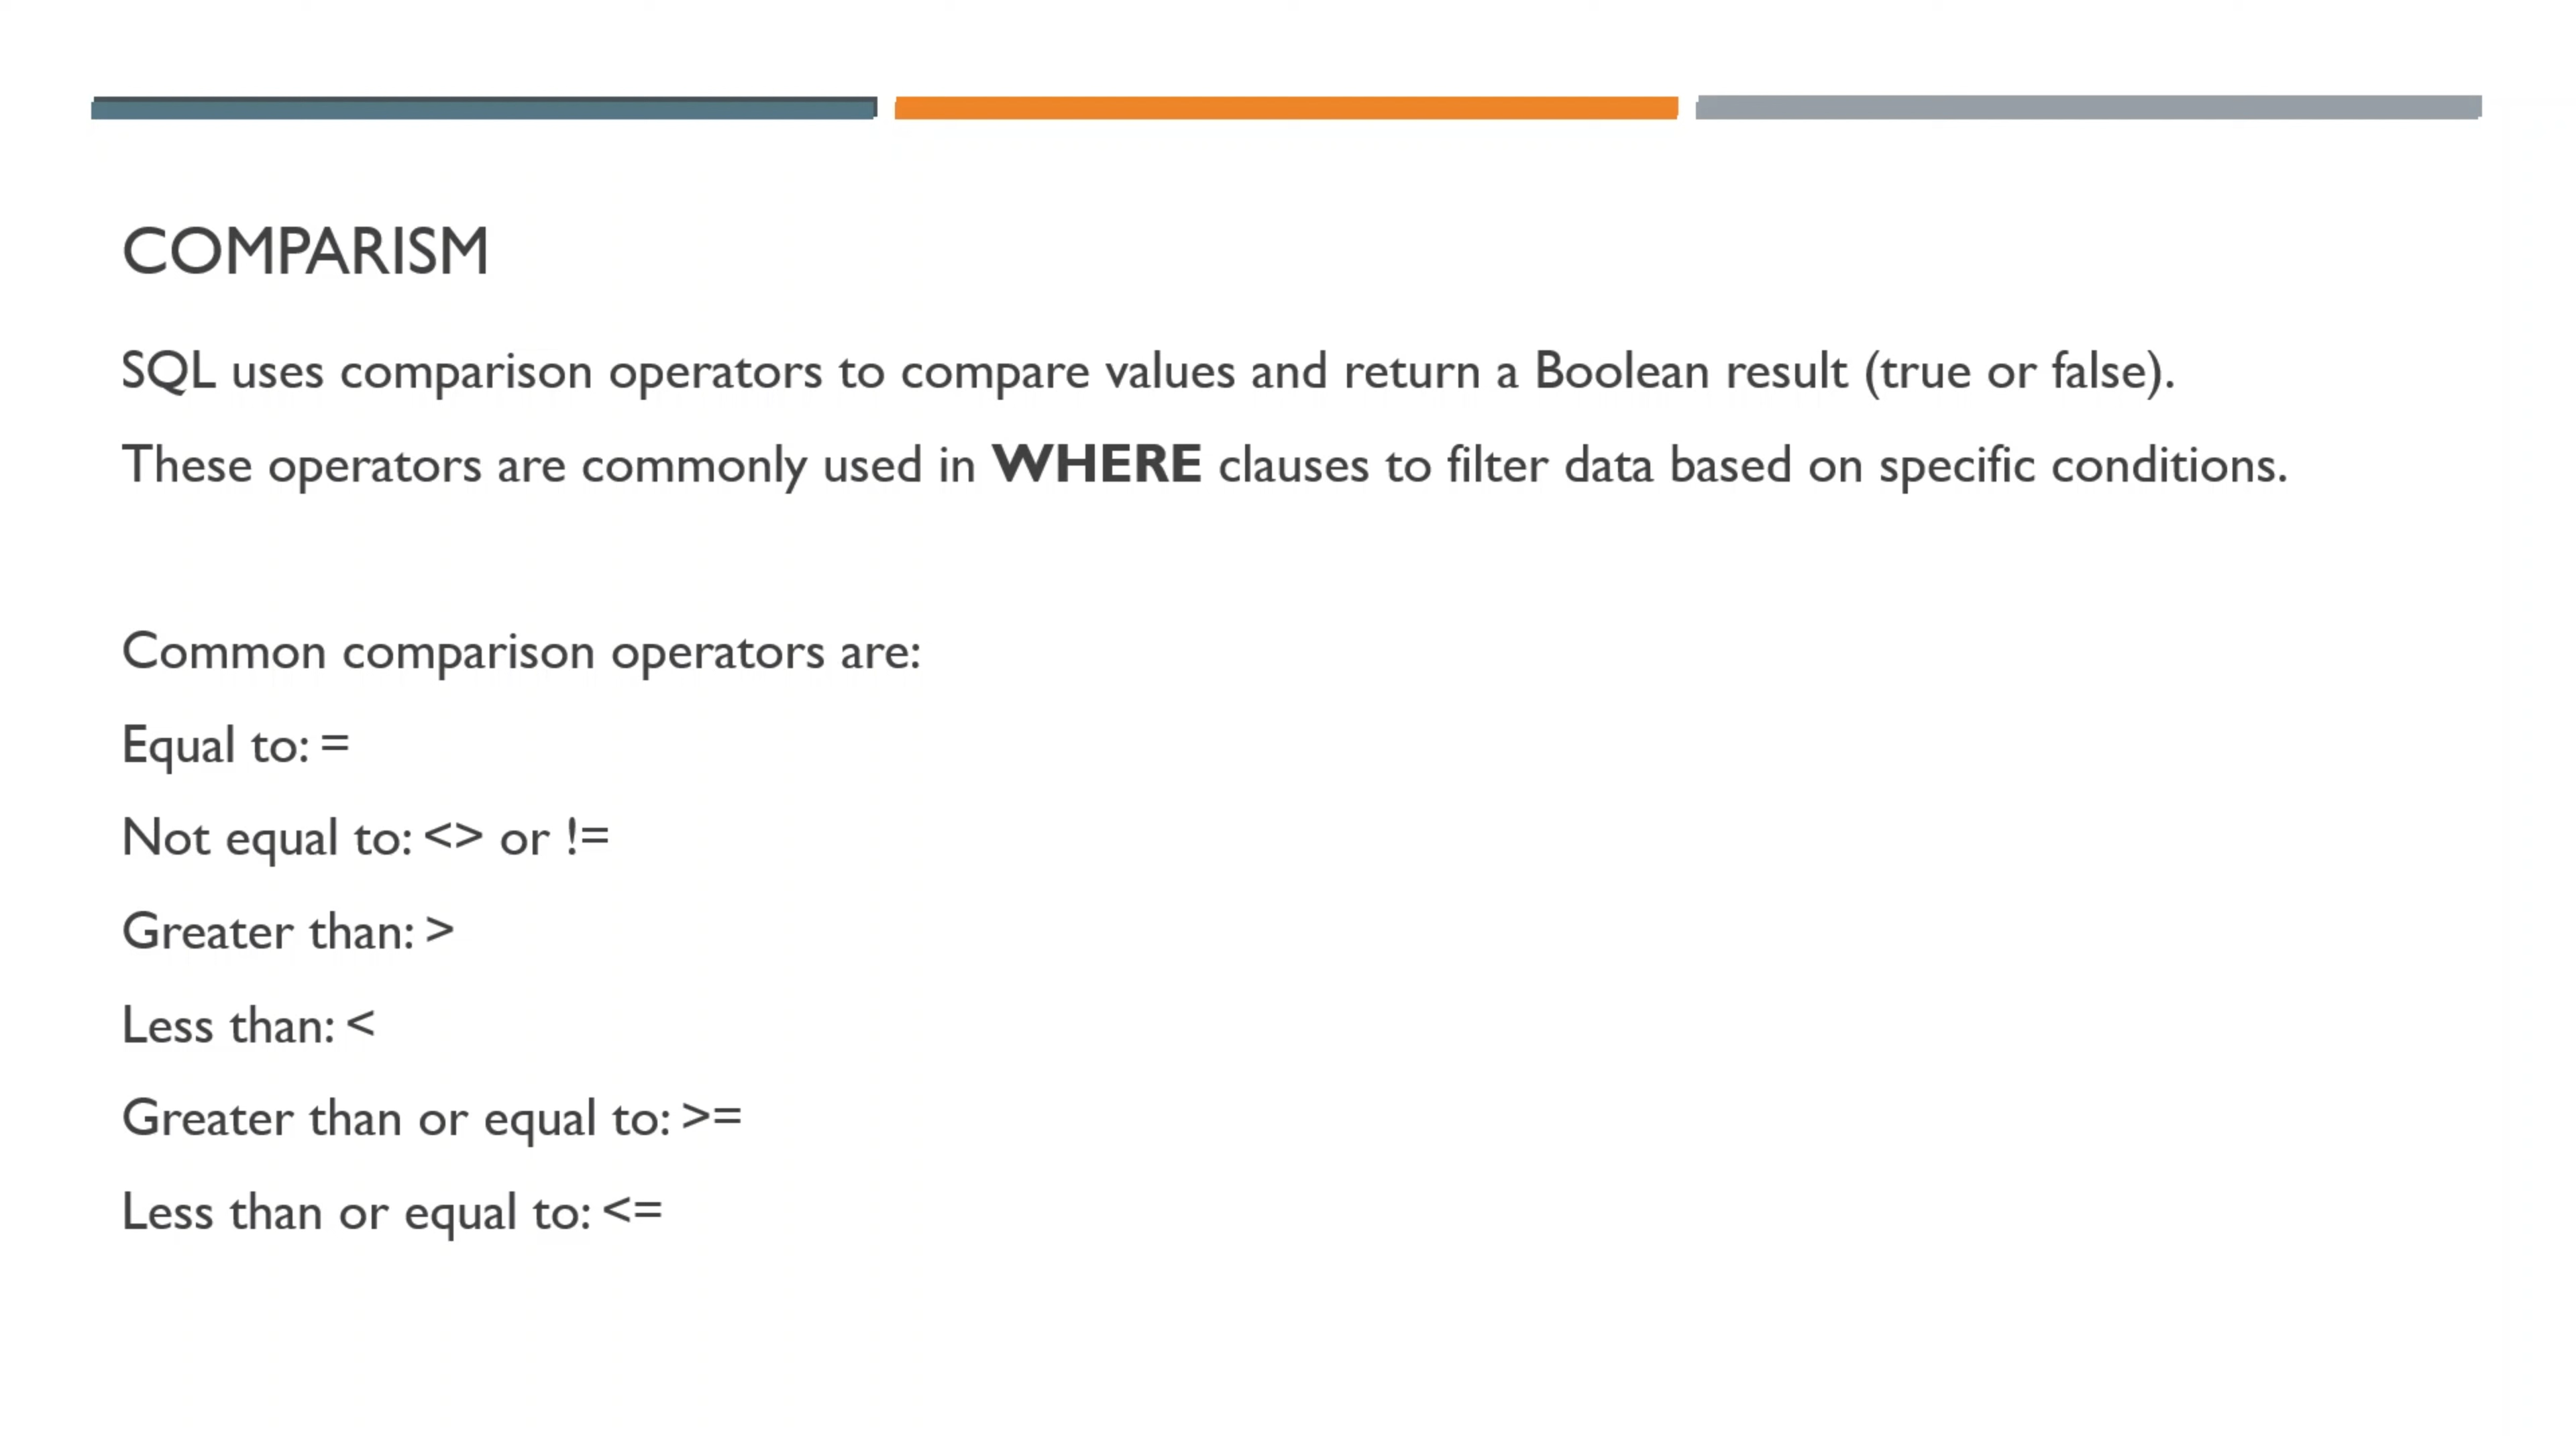 COMPARISM
SQL uses comparison operators to compare values and return a Boolean result (true or false).
These operators are commonly used in WHERE clauses to filter data based on specific conditions.
Common comparison operators are:
Equal to: =
Not equal to: <> or !=
Greater than: >
Less than: <
Greater than or equal to: >=
Less than or equal to: <=